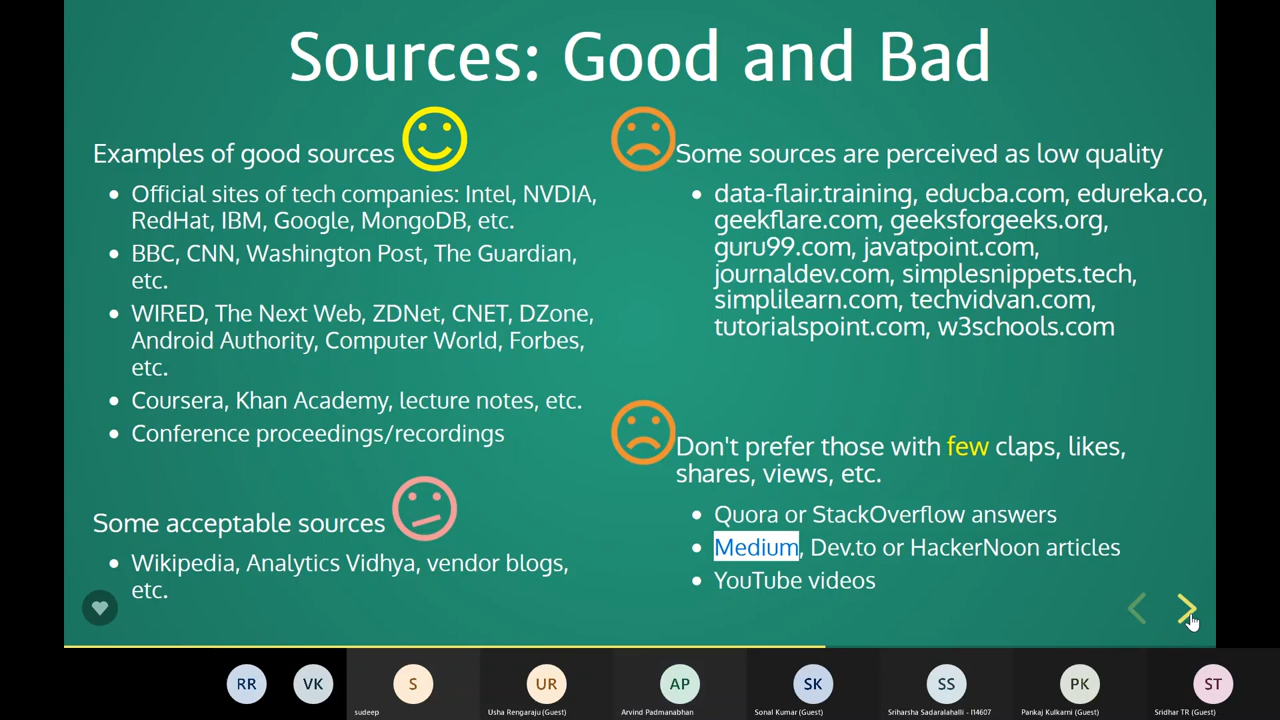 Sources: Good and Bad
Examples of good sources
Official sites of tech companies: Intel, NVDIA,
RedHat, IBM, Google, MongoDB, etc.
BBC, CNN, Washington Post, The Guardian,
etc.
WIRED, The Next Web, ZDNet, CNET, DZone,
Android Authority, Computer World, Forbes,
etc.
Coursera, Khan Academy, lecture notes, etc.
Conference proceedings/recordings
Some acceptable sources
Wikipedia, Analytics Vidhya, vendor blogs,
etc.
Some sources are perceived as low quality
data-flair.training, educba.com, edureka.co,
geekflare.com, geeksforgeeks.org,
guru99.com, javatpoint.com,
journaldev.com, simplesnippets.tech,
simplilearn.com, techvidvan.com,
tutorialspoint.com, w3schools.com
Don't prefer those with few claps, likes,
shares, views, etc.
Quora or StackOverflow answers
Medium, Dev.to or HackerNoon articles
YouTube videos
RR
VK
S
UR
AP
SK
SS
PK
ST
sudeep
Usha Rengaraju (Guest)
Arvind Padmanabhan
Sonal Kumar (Guest)
Sriharsha Sadaralahalli - I14607
Pankaj Kulkarni (Guest)
Sridhar TR (Guest)